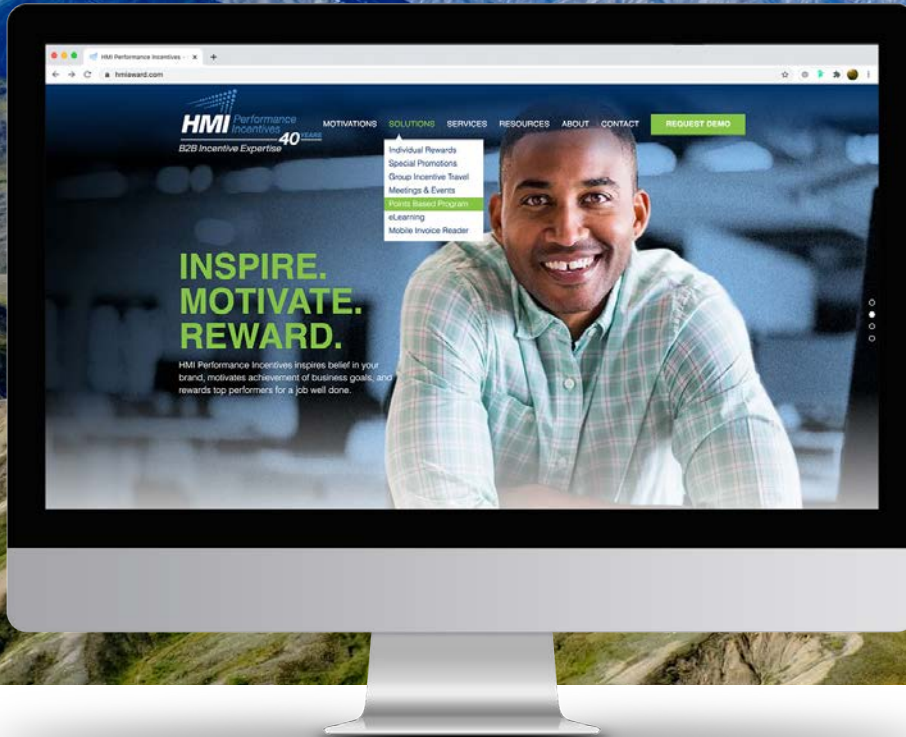 HMI Performance Incentives
hmiaward.com
HMI Performance
Incentives
40 YEARS
B2B Incentive Expertise
MOTIVATIONS SOLUTIONS SERVICES RESOURCES ABOUT CONTACT REQUEST DEMO
Individual Rewards
Special Promotions
Group Incentive Travel
Meetings & Events
Points Based Program
eLearning
Mobile Invoice Reader
INSPIRE.
MOTIVATE.
REWARD.
HMI Performance Incentives inspires belief in your
brand, motivates achievement of business goals, and
rewards top performers for a job well done.